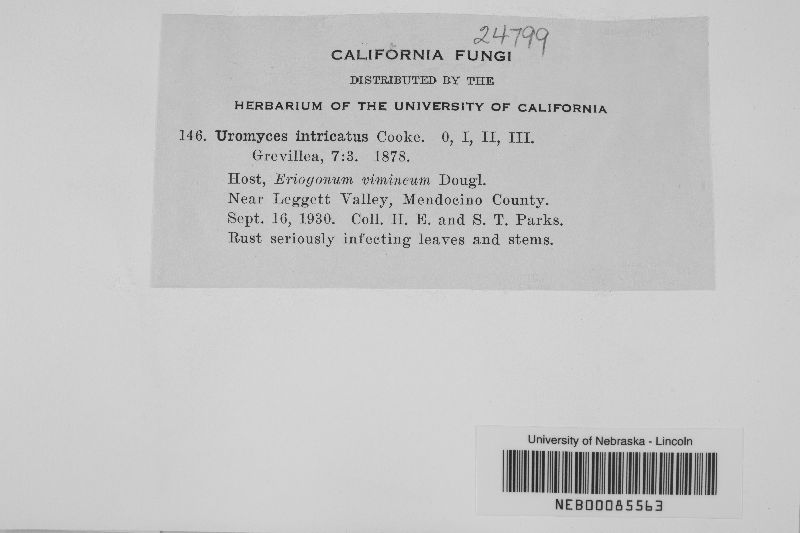 24799
CALIFORNIA FUNGI
DISTRIBUTED BY THE
HERBARIUM OF THE UNIVERSITY OF CALIFORNIA
146. Uromyces intricatus Cooke. 0, I, II, III.
Grevillea, 7:3. 1878.
Host, Eriogonum vimineum Dougl.
Near Leggett Valley, Mendocino County.
Sept. 16, 1930. Coll. H. E. and S. T. Parks.
Rust seriously infecting leaves and stems.
University of Nebraska - Lincoln
NEB00085563